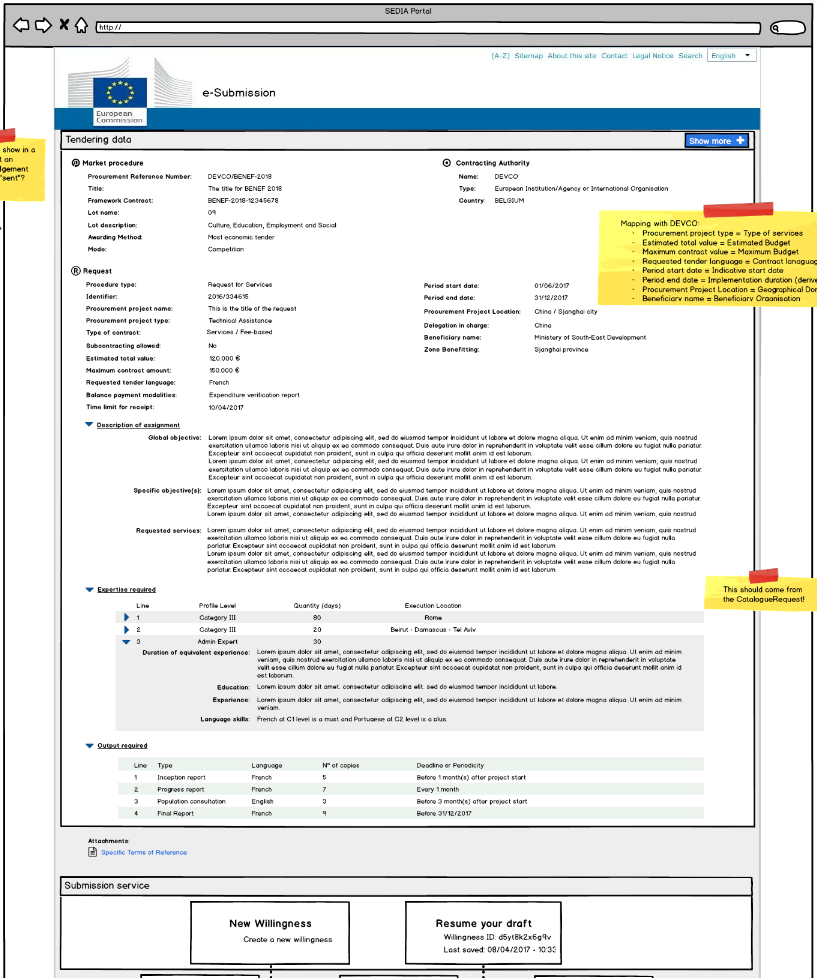 SEDIA Portal
http://
(A-Z) Sitemap About this site Contact Legal Notice Search English
e-Submission
European
Commission
Tendering data
Show more +
show in a
"sent"?
Market procedure
Procurement Reference Number: DEVCO/BENEF-2018
Title: The title for BENEF 2018
Framework Contract: BENEF-2018-12345678
Lot name: 09
Lot description: Culture, Education, Employment and Social
Awarding Method: Most economic tender
Mode: Competition
Contracting Authority
Name: DEVCO
Type: European Institution/Agency or International Organisation
Country: BELGIUM
Mapping with DEVCO:
· Procurement project type = Type of services
· Estimated total value = Estimated Budget
· Maximum contract value = Maximum Budget
· Requested tender language = Contract
· Period start date = Indicative start date
· Period end date = Implementation duration
· Procurement Project Location = Geographical
· Beneficiary name = Beneficiary Organisation
Request
Procedure type: Request for Services
Identifier: 2016/334615
Procurement project name: This is the title of the request
Procurement project type: Technical Assistance
Type of contract: Services / Fee-based
Subcontracting allowed: No
Estimated total value: 120.000 €
Maximum contract amount: 150.000 €
Requested tender language: French
Balance payment modalities: Expenditure verification report
Time limit for receipt: 10/04/2017
Period start date: 01/06/2017
Period end date: 31/12/2017
Procurement Project Location: China / Sjanghai city
Delegation in charge: China
Beneficiary name: Ministery of South-East Development
Zone Benefitting: Sjanghai province
Description of assignment
Global objective: Lorem ipsum dolor sit amet, consectetur adipiscing elit, sed do eiusmod tempor incididunt ut labore et dolore magna aliqua. Ut enim ad minim veniam, quis nostrud
exercitation ullamco laboris nisi ut aliquip ex ea commodo consequat. Duis aute irure dolor in reprehenderit in voluptate velit esse cillum dolore eu fugiat nulla pariatur.
Excepteur sint occaecat cupidatat non proident, sunt in culpa qui officia deserunt mollit anim id est laborum.
Lorem ipsum dolor sit amet, consectetur adipiscing elit, sed do eiusmod tempor incididunt ut labore et dolore magna aliqua. Ut enim ad minim veniam, quis nostrud
exercitation ullamco laboris nisi ut aliquip ex ea commodo consequat. Duis aute irure dolor in reprehenderit in voluptate velit esse cillum dolore eu fugiat nulla pariatur.
Excepteur sint occaecat cupidatat non proident, sunt in culpa qui officia deserunt mollit anim id est laborum.
Specific objective(s): Lorem ipsum dolor sit amet, consectetur adipiscing elit, sed do eiusmod tempor incididunt ut labore et dolore magna aliqua. Ut enim ad minim veniam, quis nostrud
exercitation ullamco laboris nisi ut aliquip ex ea commodo consequat. Duis aute irure dolor in reprehenderit in voluptate velit esse cillum dolore eu fugiat nulla pariatur.
Excepteur sint occaecat cupidatat non proident, sunt in culpa qui officia deserunt mollit anim id est laborum.
Lorem ipsum dolor sit amet, consectetur adipiscing elit, sed do eiusmod tempor incididunt ut labore et dolore magna aliqua. Ut enim ad minim veniam, quis nostrud
Requested services: Lorem ipsum dolor sit amet, consectetur adipiscing elit, sed do eiusmod tempor incididunt ut labore et dolore magna aliqua. Ut enim ad minim veniam, quis nostrud
exercitation ullamco laboris nisi ut aliquip ex ea commodo consequat. Duis aute irure dolor in reprehenderit in voluptate velit esse cillum dolore eu fugiat nulla
pariatur. Excepteur sint occaecat cupidatat non proident, sunt in culpa qui officia deserunt mollit anim id est laborum.
Lorem ipsum dolor sit amet, consectetur adipiscing elit, sed do eiusmod tempor incididunt ut labore et dolore magna aliqua. Ut enim ad minim veniam, quis nostrud
exercitation ullamco laboris nisi ut aliquip ex ea commodo consequat. Duis aute irure dolor in reprehenderit in voluptate velit esse cillum dolore eu fugiat nulla
pariatur. Excepteur sint occaecat cupidatat non proident, sunt in culpa qui officia deserunt mollit anim id est laborum.
This should come from
the CatalogueRequest!
Expertise required
Line Profile Level Quantity (days) Execution Location
1 Category III 80 Rome
2 Category III 20 Beirut - Damascus - Tel Aviv
3 Admin Expert 30
Duration of equivalent experience: Lorem ipsum dolor sit amet, consectetur adipiscing elit, sed do eiusmod tempor incididunt ut labore et dolore magna aliqua. Ut enim ad minim
veniam, quis nostrud exercitation ullamco laboris nisi ut aliquip ex ea commodo consequat. Duis aute irure dolor in reprehenderit in voluptate
velit esse cillum dolore eu fugiat nulla pariatur. Excepteur sint occaecat cupidatat non proident, sunt in culpa qui officia deserunt mollit anim id
est laborum.
Education: Lorem ipsum dolor sit amet, consectetur adipiscing elit, sed do eiusmod tempor incididunt ut labore.
Experience: Lorem ipsum dolor sit amet, consectetur adipiscing elit, sed do eiusmod tempor incididunt ut labore et dolore magna aliqua. Ut enim ad minim
veniam.
Language skills: French at C1 level is a must and Portugese at C2 level is a plus.
Output required
Line Type Language N° of copies Deadline or Periodicity
1 Inception report French 5 Before 1 month(s) after project start
2 Progress report French 7 Every 1 month
3 Population consultation English 3 Before 3 month(s) after project start
4 Final Report French 9 Before 31/12/2017
Attachments:
Specific Terms of Reference
Submission service
New Willingness
Create a new willingness
Resume your draft
Willingness ID: d5yt8k2x6q9v
Last saved: 08/04/2017 - 10:33